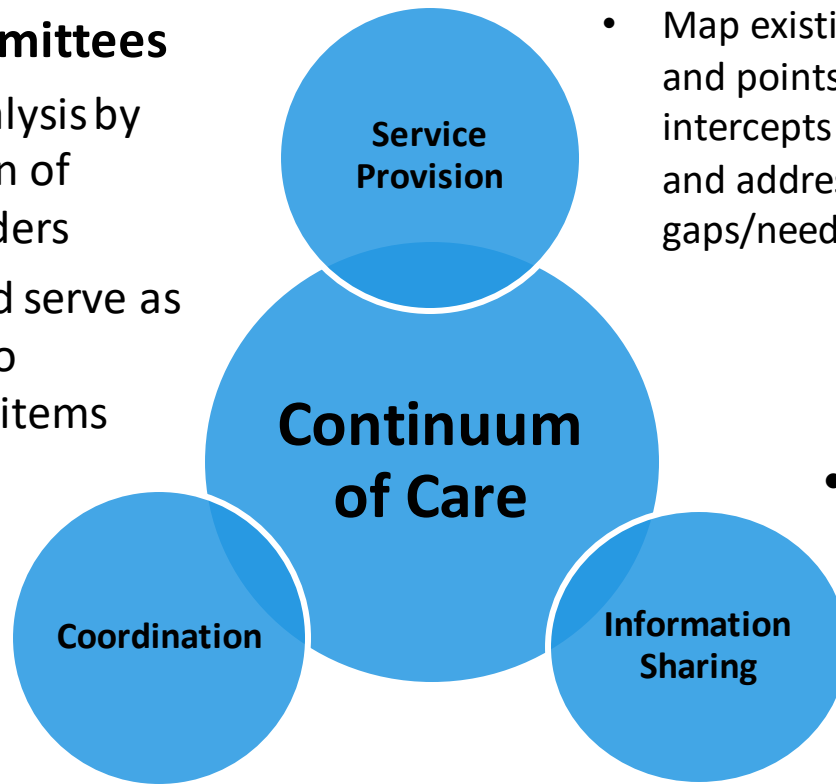 mittees
alysis by
n of
ders
d serve as
o
items
• Map existi
and points
intercepts
and addres
gaps/need
Service
Provision
Continuum
of Care
•
Coordination
Information
Sharing